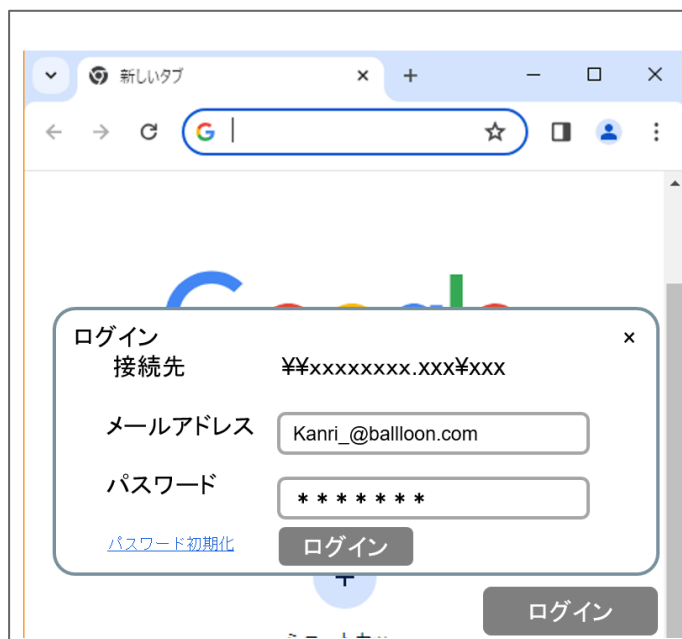 新しいタブ
G
ログイン
接続先 ¥¥xxxxxxxx.xxx¥xxx
メールアドレス Kanri_@ballloon.com
パスワード *******
パスワード初期化 ログイン
ログイン